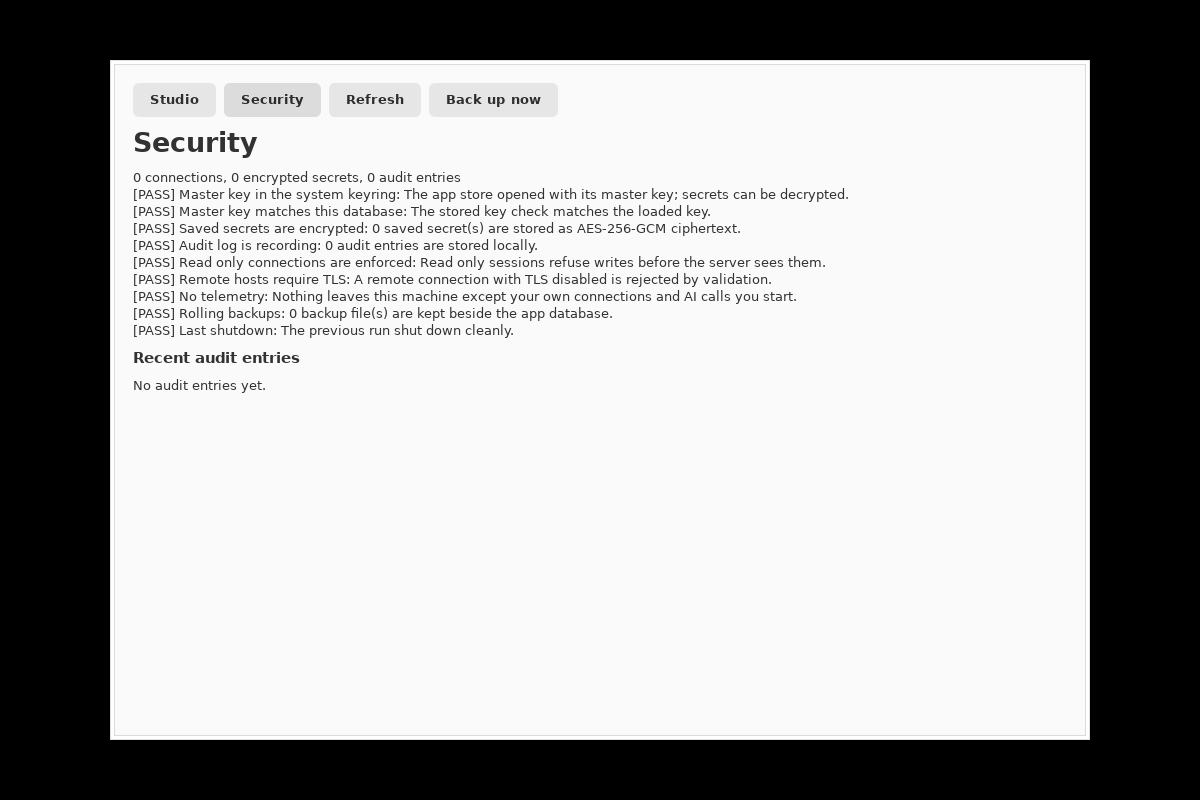 Studio Security Refresh Back up now
Security
0 connections, 0 encrypted secrets, 0 audit entries
[PASS] Master key in the system keyring: The app store opened with its master key; secrets can be decrypted.
[PASS] Master key matches this database: The stored key check matches the loaded key.
[PASS] Saved secrets are encrypted: 0 saved secret(s) are stored as AES-256-GCM ciphertext.
[PASS] Audit log is recording: 0 audit entries are stored locally.
[PASS] Read only connections are enforced: Read only sessions refuse writes before the server sees them.
[PASS] Remote hosts require TLS: A remote connection with TLS disabled is rejected by validation.
[PASS] No telemetry: Nothing leaves this machine except your own connections and AI calls you start.
[PASS] Rolling backups: 0 backup file(s) are kept beside the app database.
[PASS] Last shutdown: The previous run shut down cleanly.
Recent audit entries
No audit entries yet.